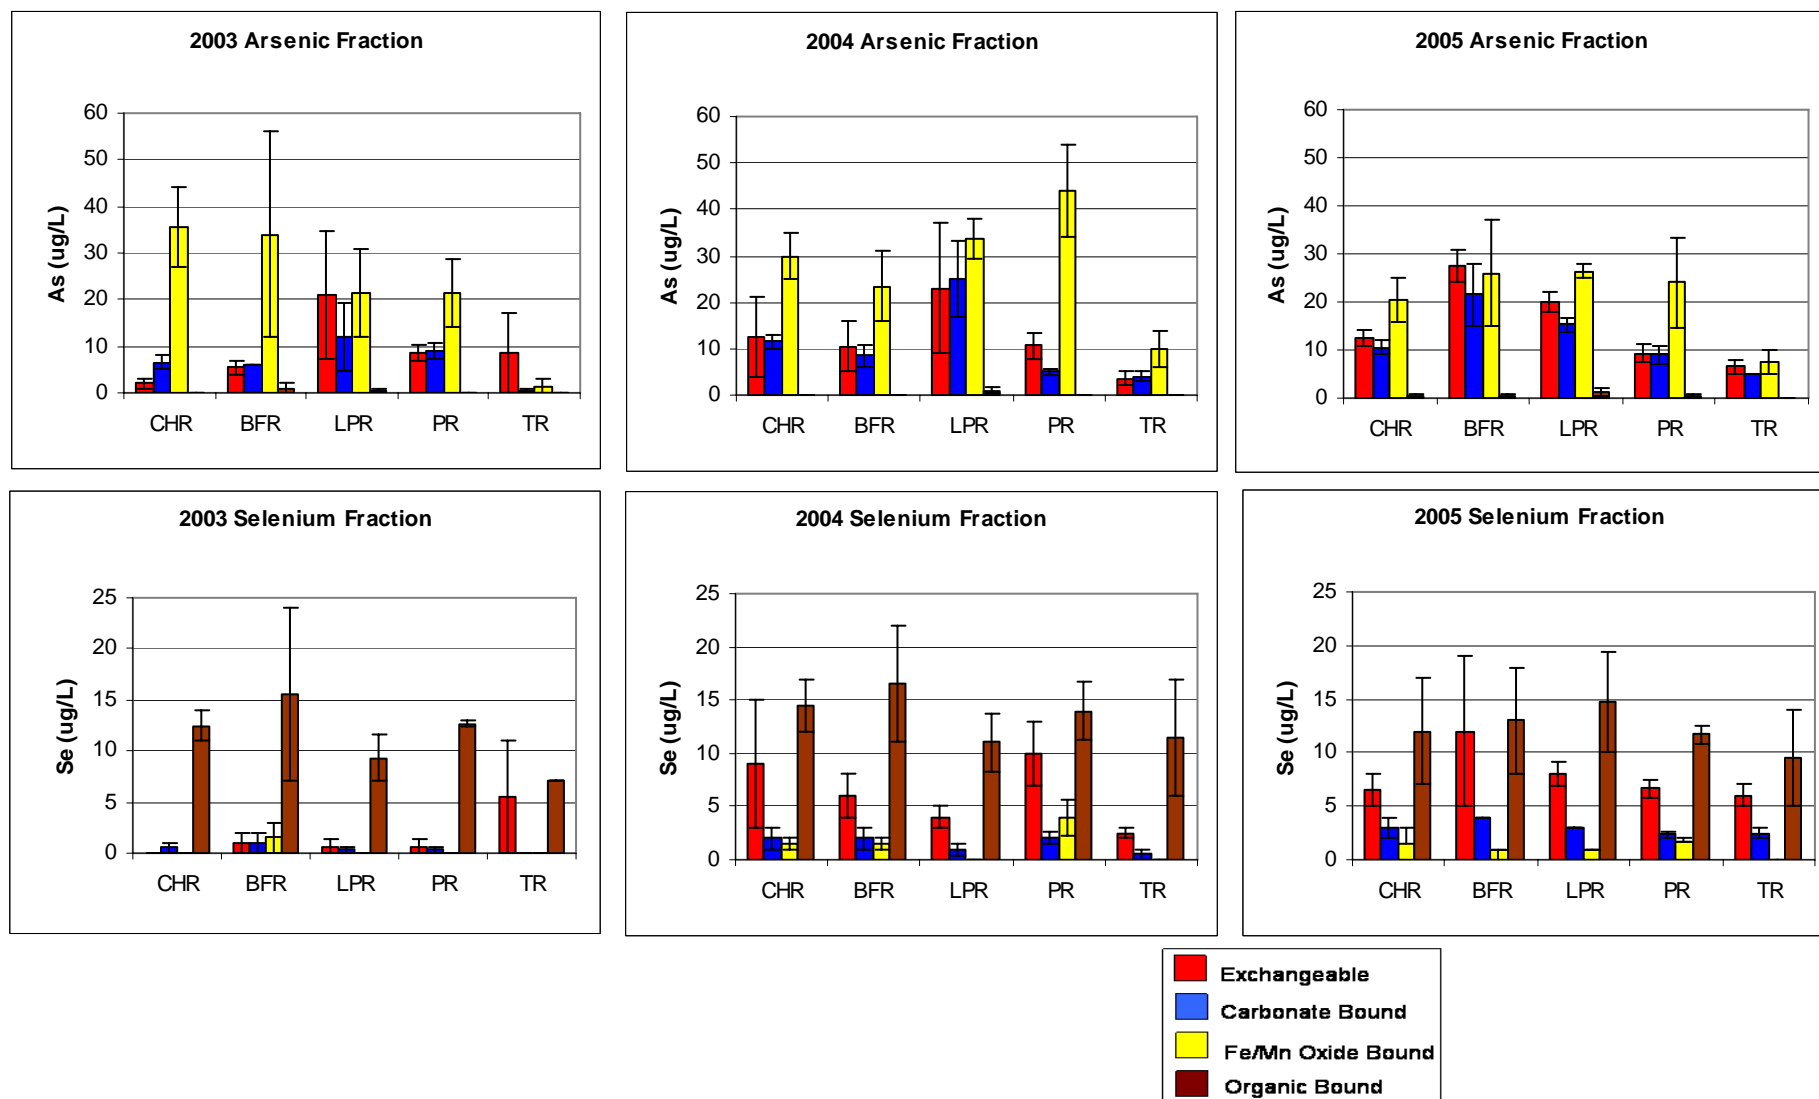 2003 Arsenic Fraction
60
50
40
30
20
10
0
As (ug/L)
CHR BFR LPR PR TR
2004 Arsenic Fraction
60
50
40
30
20
10
0
As (ug/L)
CHR BFR LPR PR TR
2005 Arsenic Fraction
60
50
40
30
20
10
0
As (ug/L)
CHR BFR LPR PR TR
2003 Selenium Fraction
25
20
15
10
5
0
Se (ug/L)
CHR BFR LPR PR TR
2004 Selenium Fraction
25
20
15
10
5
0
Se (ug/L)
CHR BFR LPR PR TR
2005 Selenium Fraction
25
20
15
10
5
0
Se (ug/L)
CHR BFR LPR PR TR
Exchangeable
Carbonate Bound
Fe/Mn Oxide Bound
Organic Bound